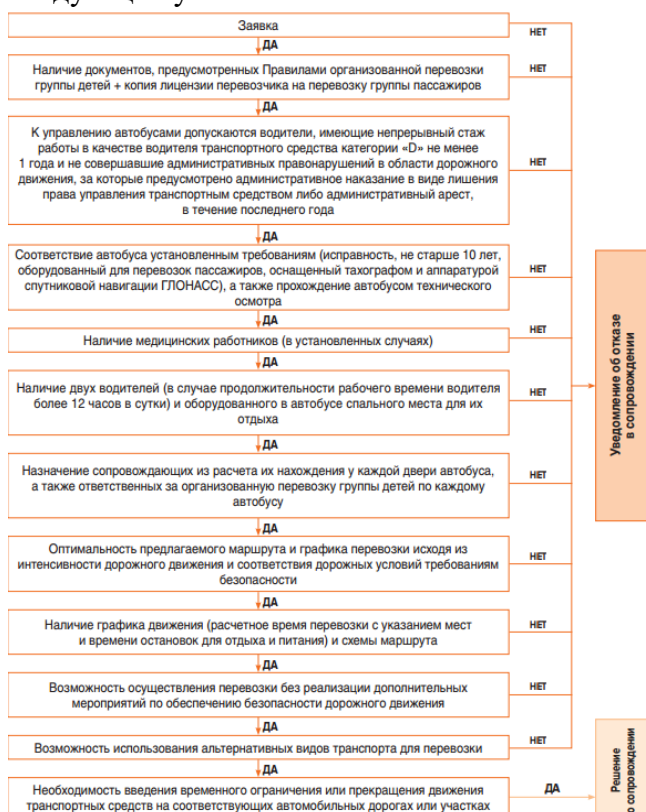 Заявка
НЕТ
ДА
Наличие документов, предусмотренных Правилами организованной перевозки
группы детей + копия лицензии перевозчика на перевозку группы пассажиров
НЕТ
ДА
К управлению автобусами допускаются водители, имеющие непрерывный стаж
работы в качестве водителя транспортного средства категории «D» не менее
1 года и не совершавшие административных правонарушений в области дорожного
движения, за которые предусмотрено административное наказание в виде лишения
права управления транспортным средством либо административный арест,
в течение последнего года
НЕТ
ДА
Соответствие автобуса установленным требованиям (исправность, не старше 10 лет,
оборудованный для перевозок пассажиров, оснащенный тахографом и аппаратурой
спутниковой навигации ГЛОНАСС), а также прохождение автобусом технического
осмотра
НЕТ
ДА
Наличие медицинских работников (в установленных случаях)
НЕТ
ДА
Наличие двух водителей (в случае продолжительности рабочего времени водителя
более 12 часов в сутки) и оборудованного в автобусе спального места для их
отдыха
НЕТ
ДА
Назначение сопровождающих из расчета их нахождения у каждой двери автобуса,
а также ответственных за организованную перевозку группы детей по каждому
автобусу
НЕТ
ДА
Оптимальность предлагаемого маршрута и графика перевозки исходя из
интенсивности дорожного движения и соответствия дорожных условий требованиям
безопасности
НЕТ
ДА
Наличие графика движения (расчетное время перевозки с указанием мест
и времени остановок для отдыха и питания) и схемы маршрута
НЕТ
ДА
Возможность осуществления перевозки без реализации дополнительных
мероприятий по обеспечению безопасности дорожного движения
НЕТ
ДА
Возможность использования альтернативных видов транспорта для перевозки
НЕТ
ДА
Необходимость введения временного ограничения или прекращения движения
транспортных средств на соответствующих автомобильных дорогах или участках
ДА
Уведомление об отказе
в сопровождении
Решение
о сопровождении